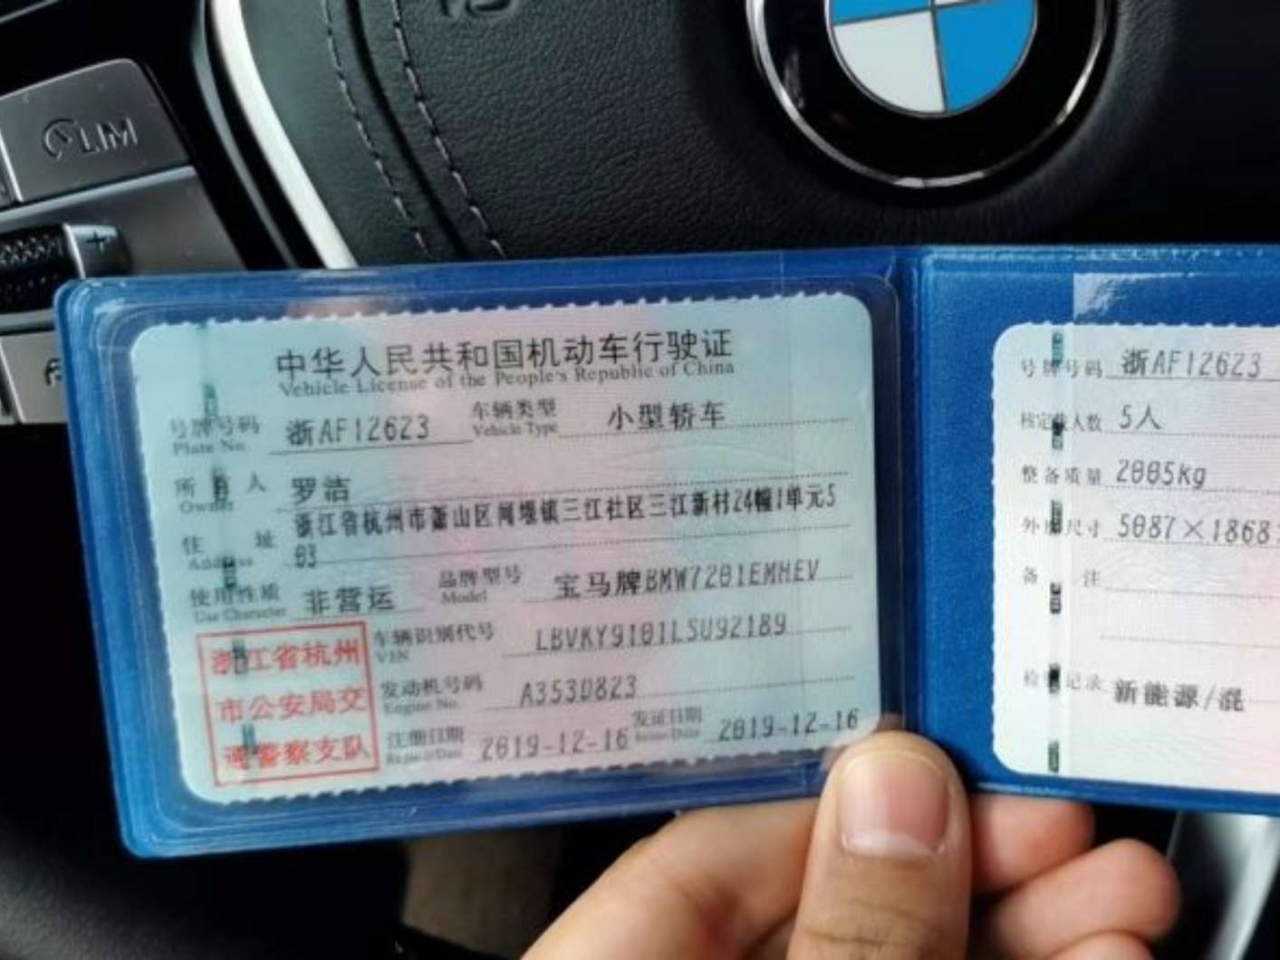 LIM
+
中华人民共和国机动车行驶证
Vehicle License of the People's Republic of China
号牌号码 浙AF12623 车辆类型 小型轿车
Plate No. Vehicle Type
所有人 罗洁
Owner
住址 浙江省杭州市萧山区闻堰镇三江社区三江新村24幢1单元5
Address 03
使用性质 非营运 品牌型号 宝马牌BMW7201EMHEV
Use Character Model
浙江省杭州
市公安局交
通警察支队
车辆识别代号 LBVKY9101LSU92189
VIN
发动机号码 A3530823
Engine No.
注册日期 2019-12-16 发证日期 2019-12-16
Register Date Issue Date
号牌号码 浙AF12623
核定载人数 5人
整备质量 2005kg
外廓尺寸 5087×1868
备注
检验记录 新能源/混